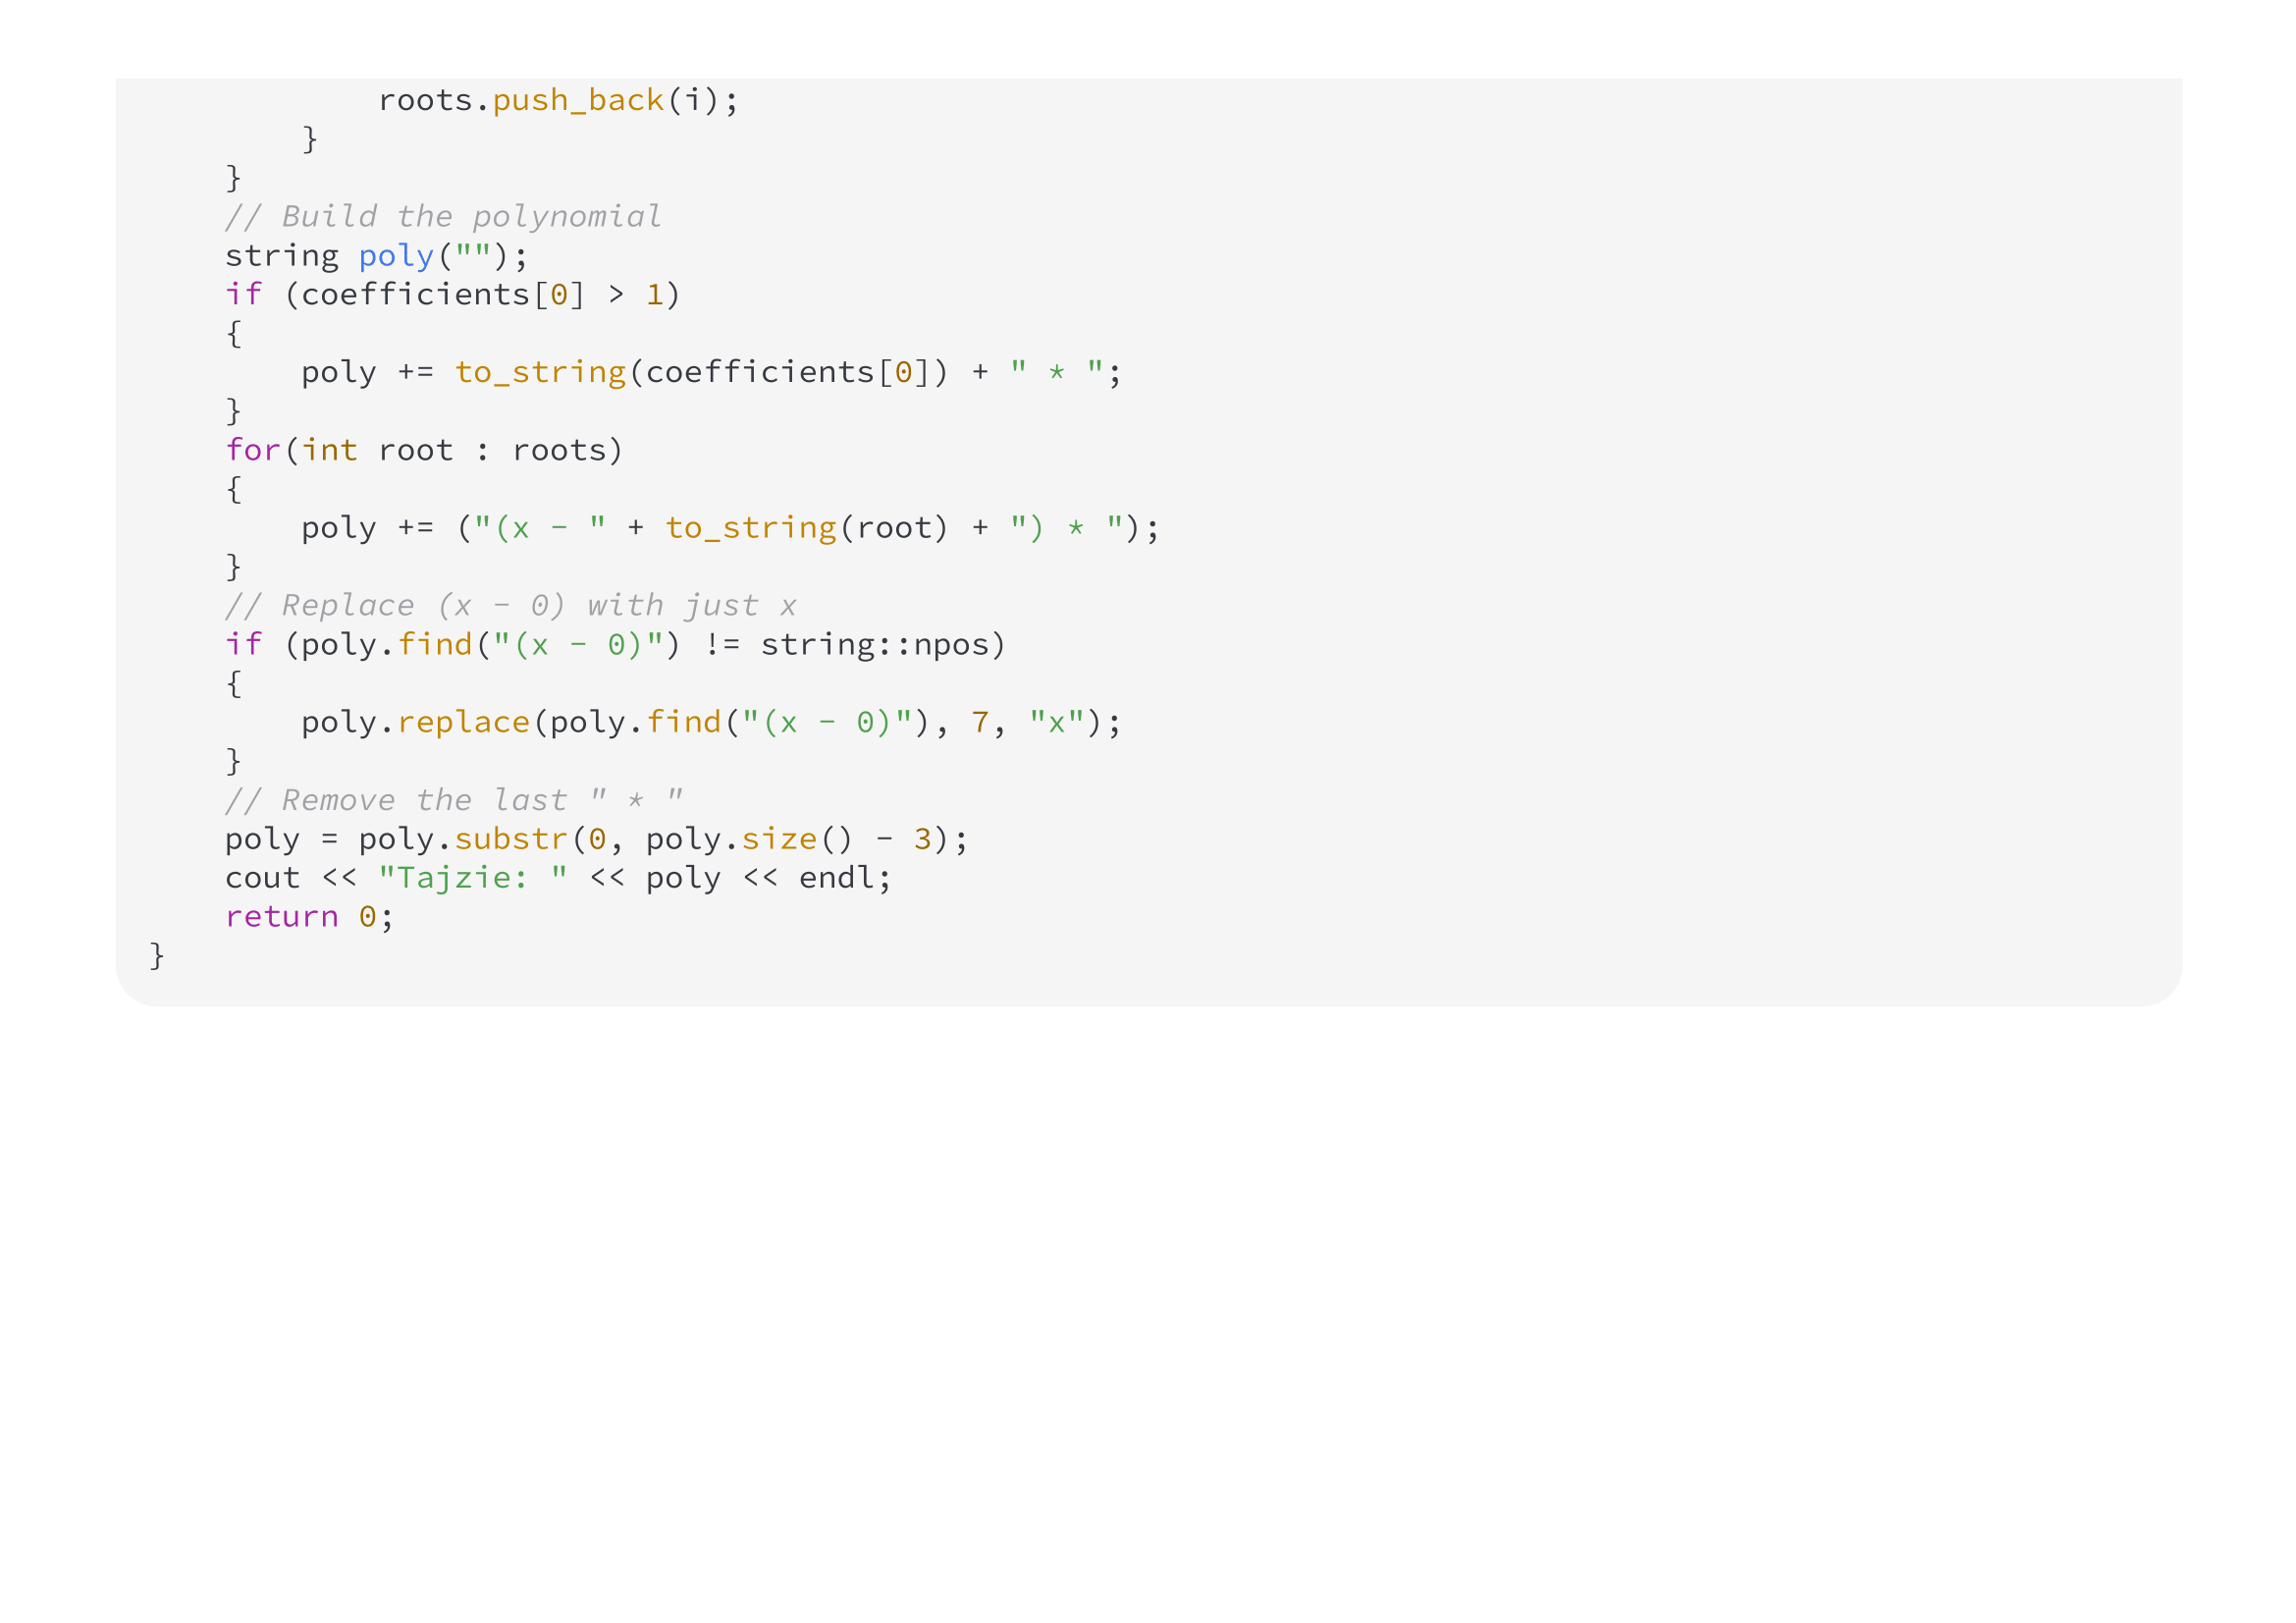 roots.push_back(i);
        }
    }
    // Build the polynomial
    string poly("");
    if (coefficients[0] > 1)
    {
        poly += to_string(coefficients[0]) + " * ";
    }
    for(int root : roots)
    {
        poly += ("(x - " + to_string(root) + ") * ");
    }
    // Replace (x - 0) with just x
    if (poly.find("(x - 0)") != string::npos)
    {
        poly.replace(poly.find("(x - 0)"), 7, "x");
    }
    // Remove the last " * "
    poly = poly.substr(0, poly.size() - 3);
    cout << "Tajzie: " << poly << endl;
    return 0;
}